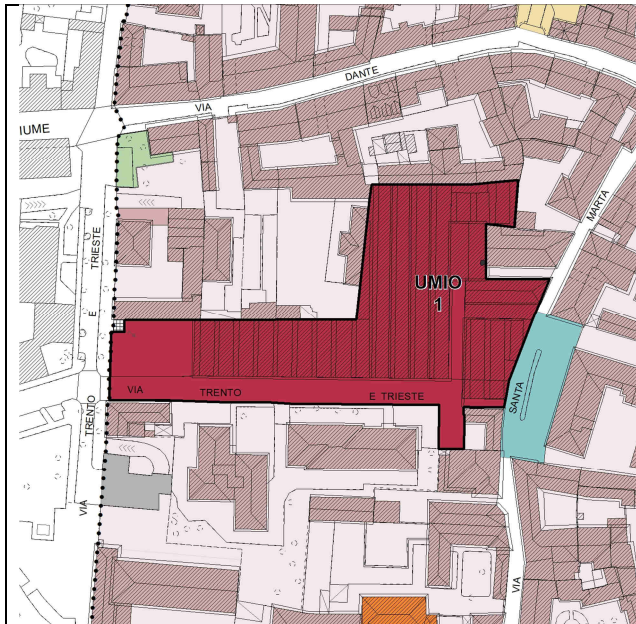 DANTE
VIA
IUME
MARTA
E TRIESTE
UMIO
1
VIA TRENTO E TRIESTE
SANTA
TRENTO
VIA
VIA